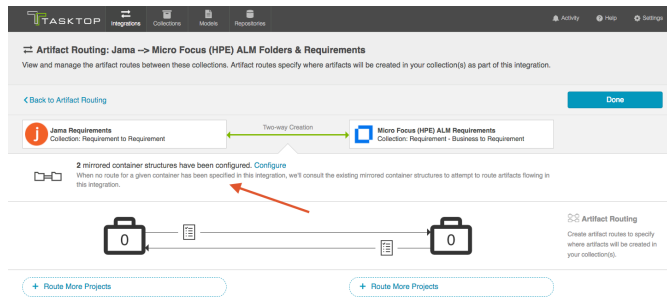 TASKTOP
Integrations
Collections
Models
Repositories
Activity
Help
Settings
Artifact Routing: Jama --> Micro Focus (HPE) ALM Folders & Requirements
View and manage the artifact routes between these collections. Artifact routes specify where artifacts will be created in your collection(s) as part of this integration.
Back to Artifact Routing
Done
Jama Requirements
Collection: Requirement to Requirement
Two-way Creation
Micro Focus (HPE) ALM Requirements
Collection: Requirement - Business to Requirement
2 mirrored container structures have been configured. Configure
When no route for a given container has been specified in this integration, we'll consult the existing mirrored container structures to attempt to route artifacts flowing in
this integration.
0
0
Artifact Routing
Create artifact routes to specify
where artifacts will be created in
your collection(s).
+ Route More Projects
+ Route More Projects